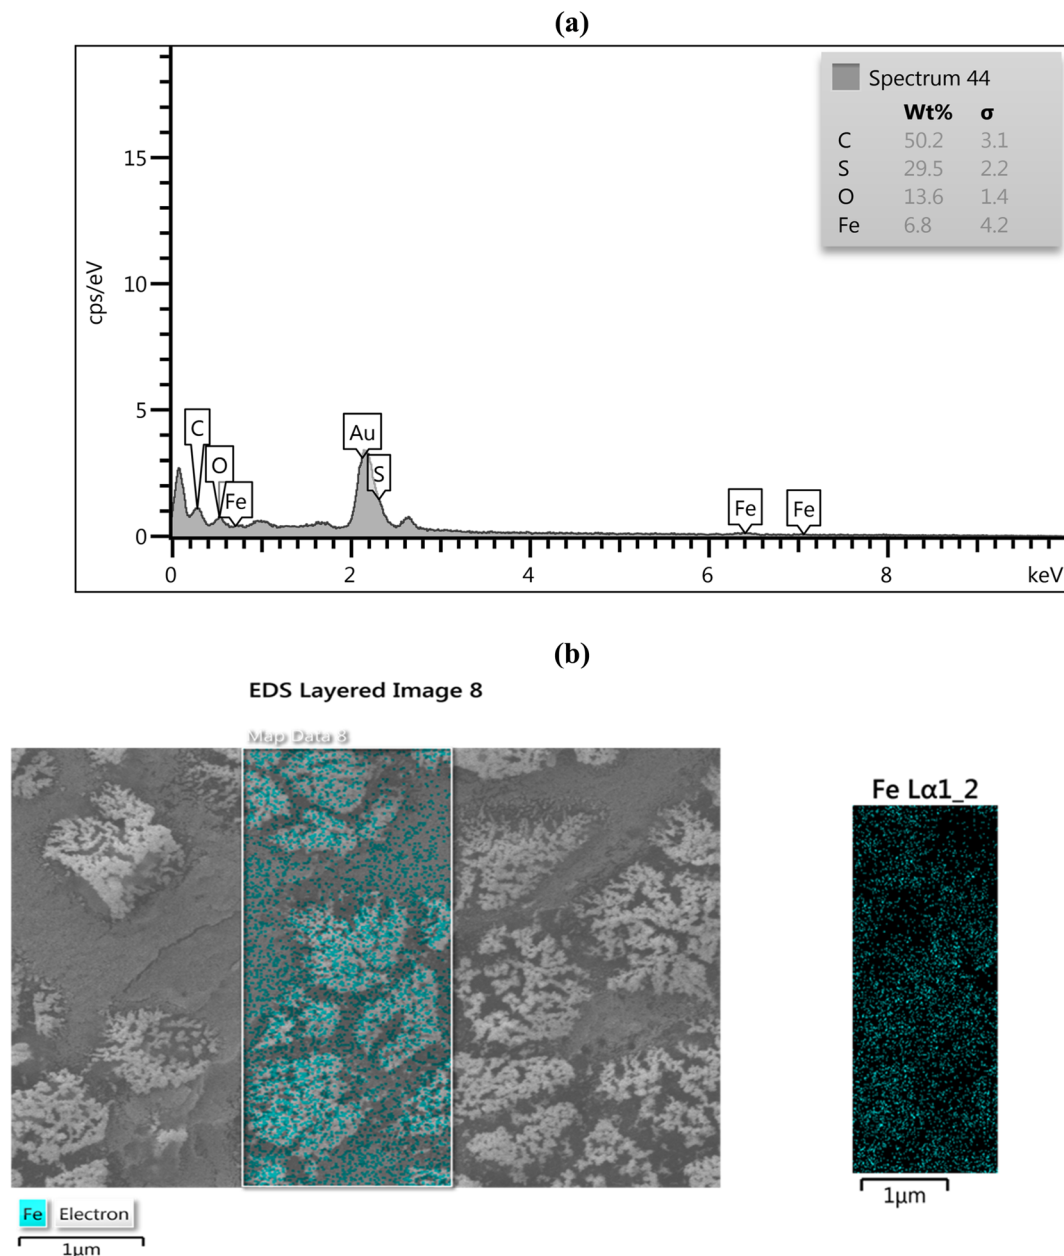 (a)
Spectrum 44
Wt% σ
C 50.2 3.1
S 29.5 2.2
O 13.6 1.4
Fe 6.8 4.2
cps/eV
15
10
5
0
C
O
Fe
Au
S
Fe
Fe
0 2 4 6 8 keV
(b)
EDS Layered Image 8
Map Data 8
Fe Lα1_2
1μm
Fe Electron
1μm